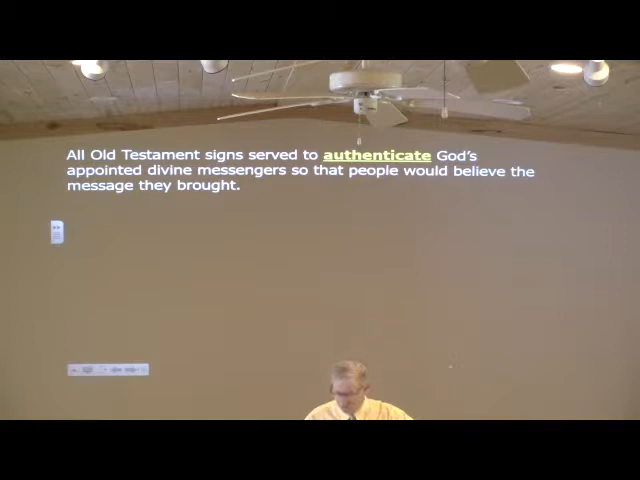 All Old Testament signs served to authenticate God's
appointed divine messengers so that people would believe the
message they brought.